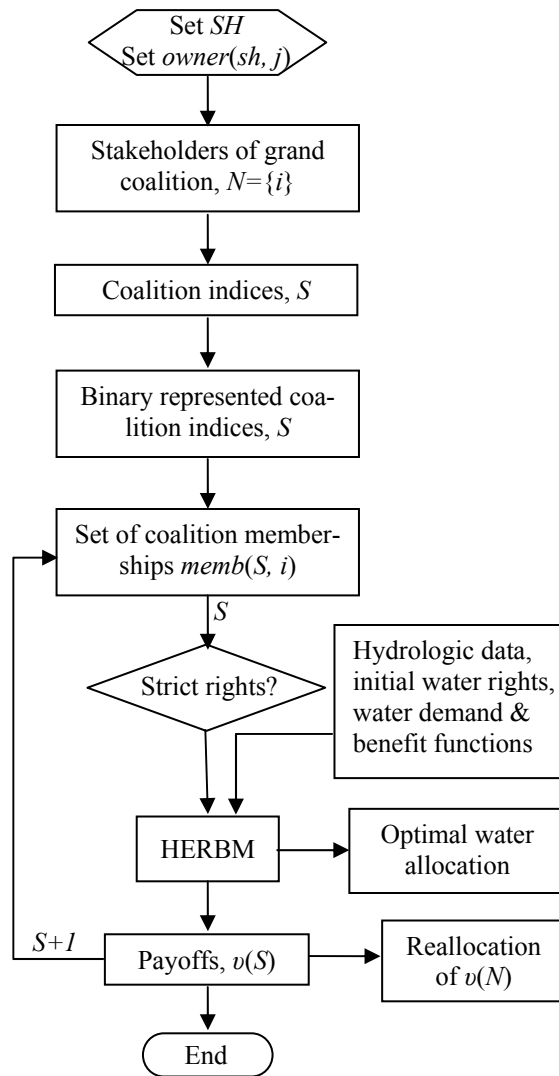 Set SH
Set owner(sh, j)
Stakeholders of grand
coalition, N={i}
Coalition indices, S
Binary represented coa-
lition indices, S
Set of coalition member-
ships memb(S, i)
S
Strict rights?
Hydrologic data,
initial water rights,
water demand &
benefit functions
HERBM
Optimal water
allocation
S+1
Payoffs, υ(S)
Reallocation
of υ(N)
End